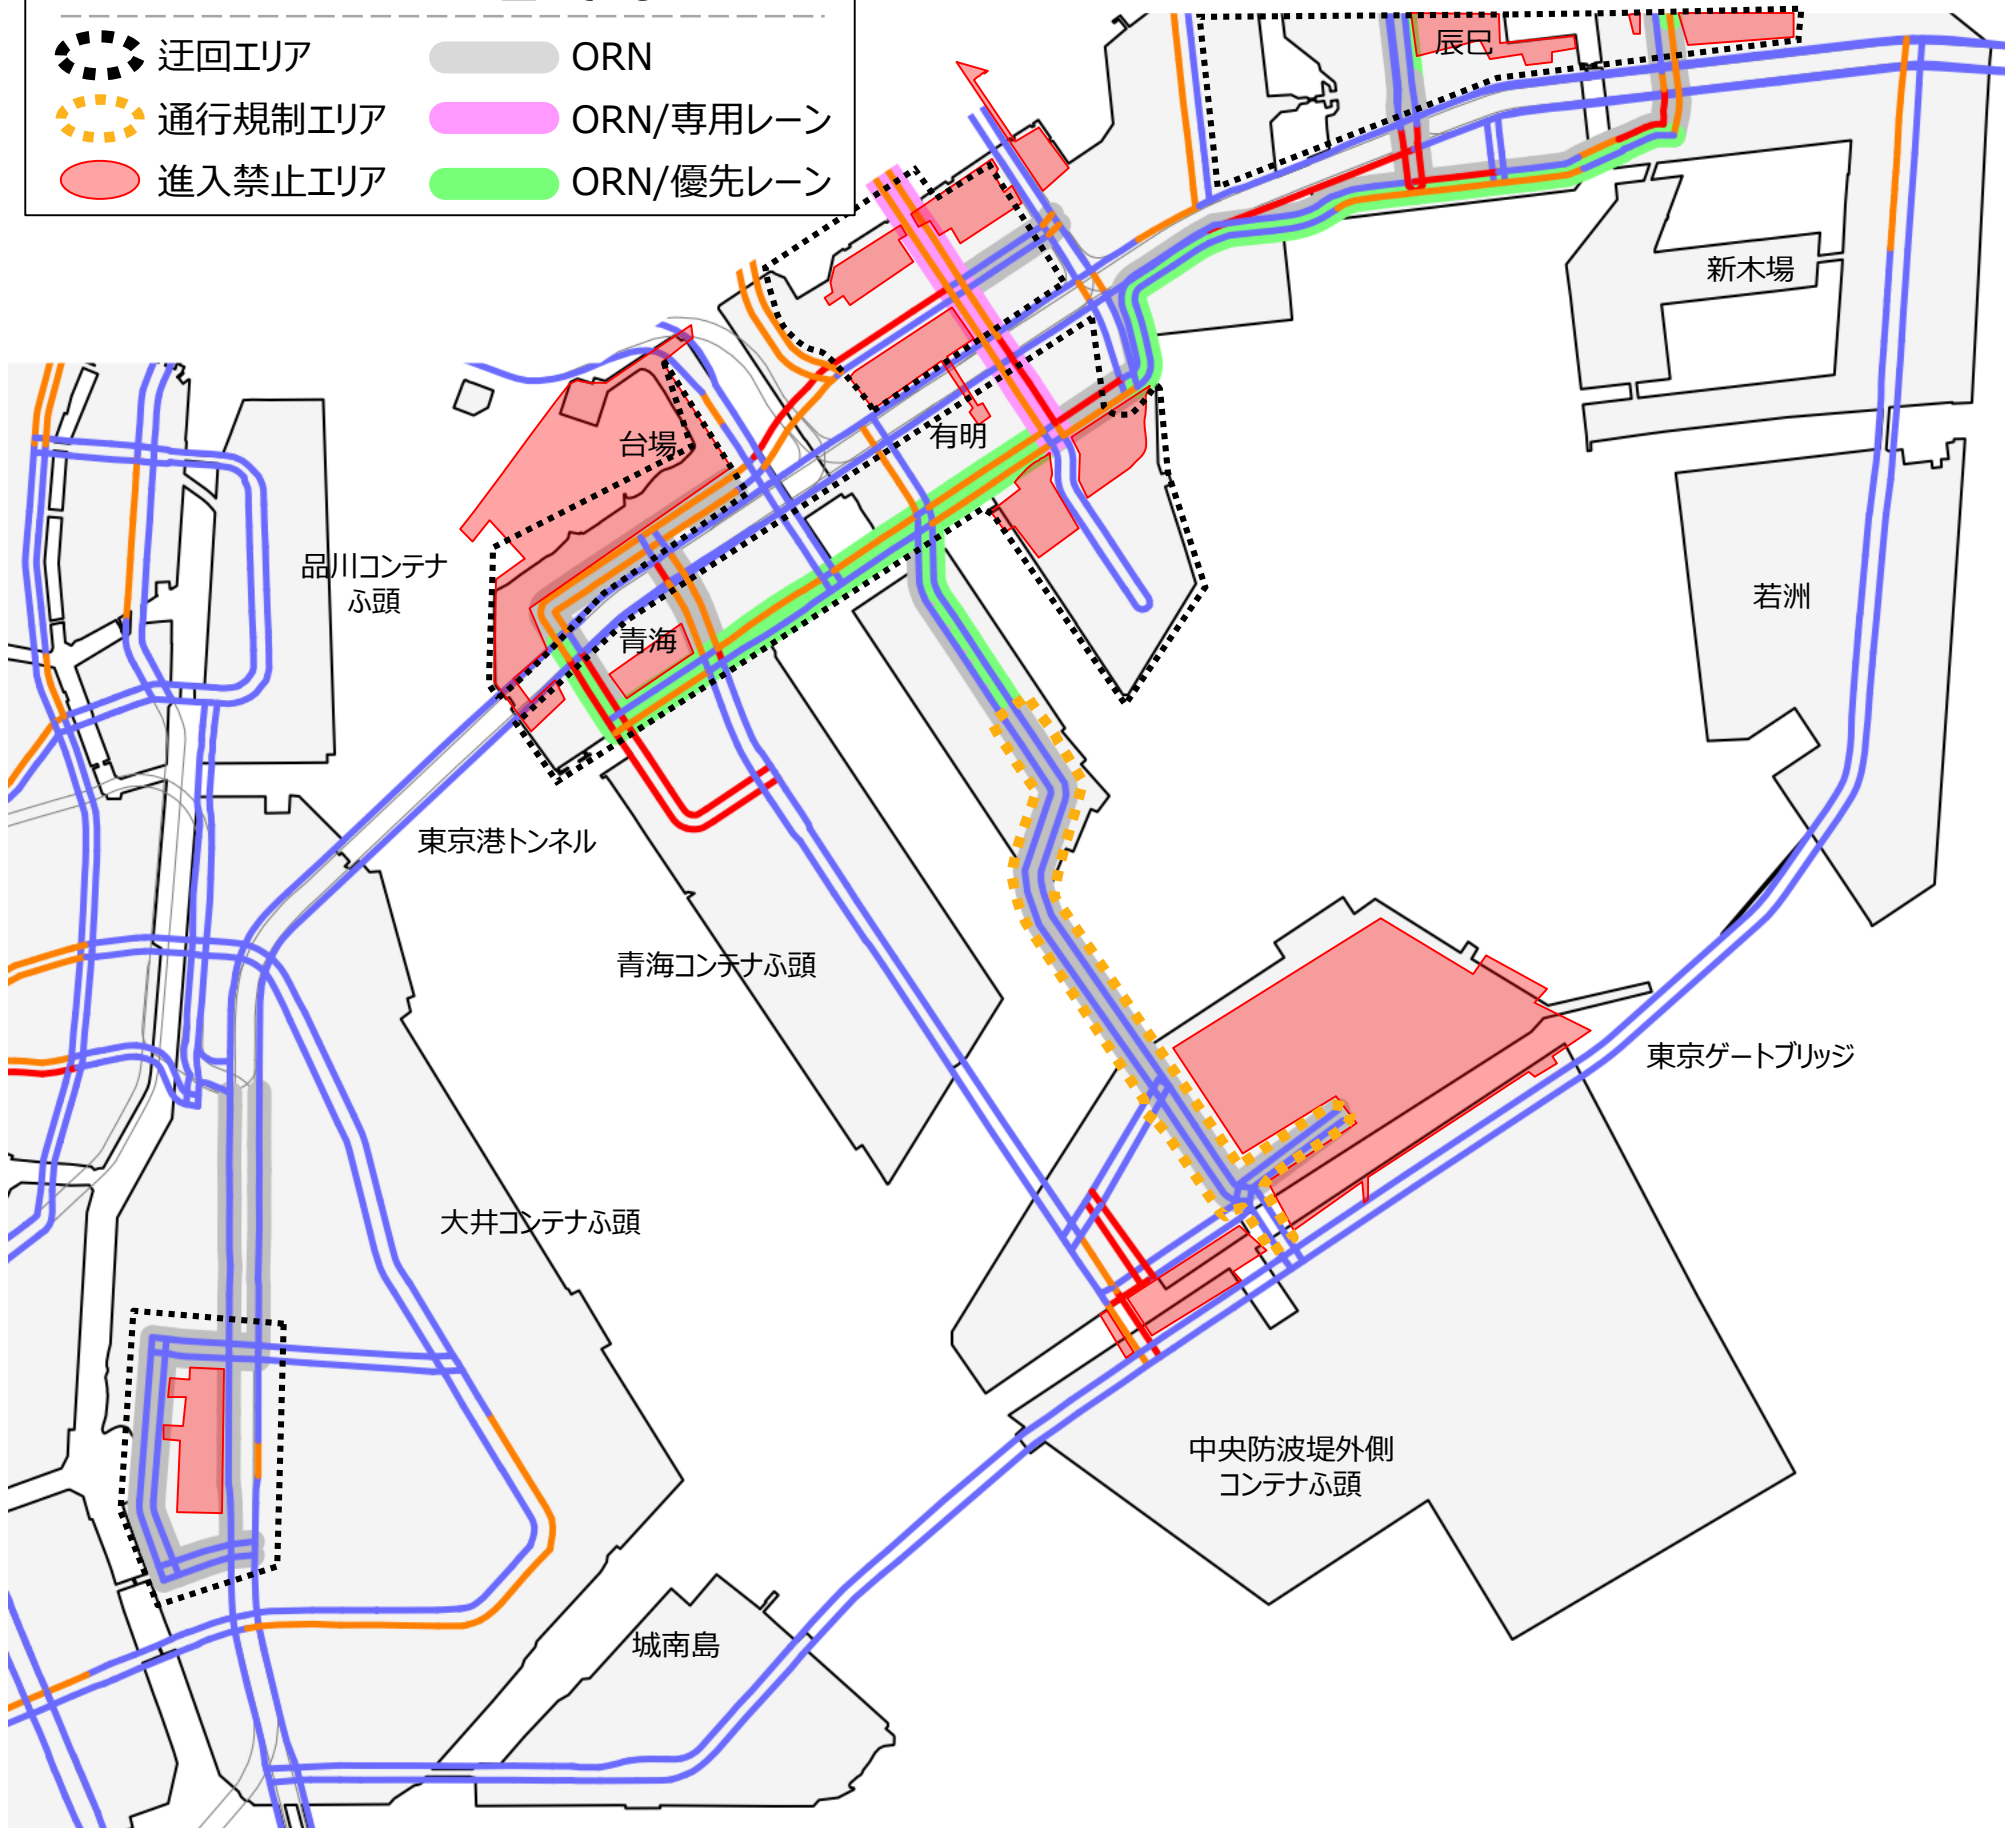 迂回エリア
ORN
通行規制エリア
ORN/専用レーン
進入禁止エリア
ORN/優先レーン
辰巳
新木場
台場
有明
品川コンテナ
ふ頭
青海
若洲
東京港トンネル
青海コンテナふ頭
東京ゲートブリッジ
大井コンテナふ頭
中央防波堤外側
コンテナふ頭
城南島